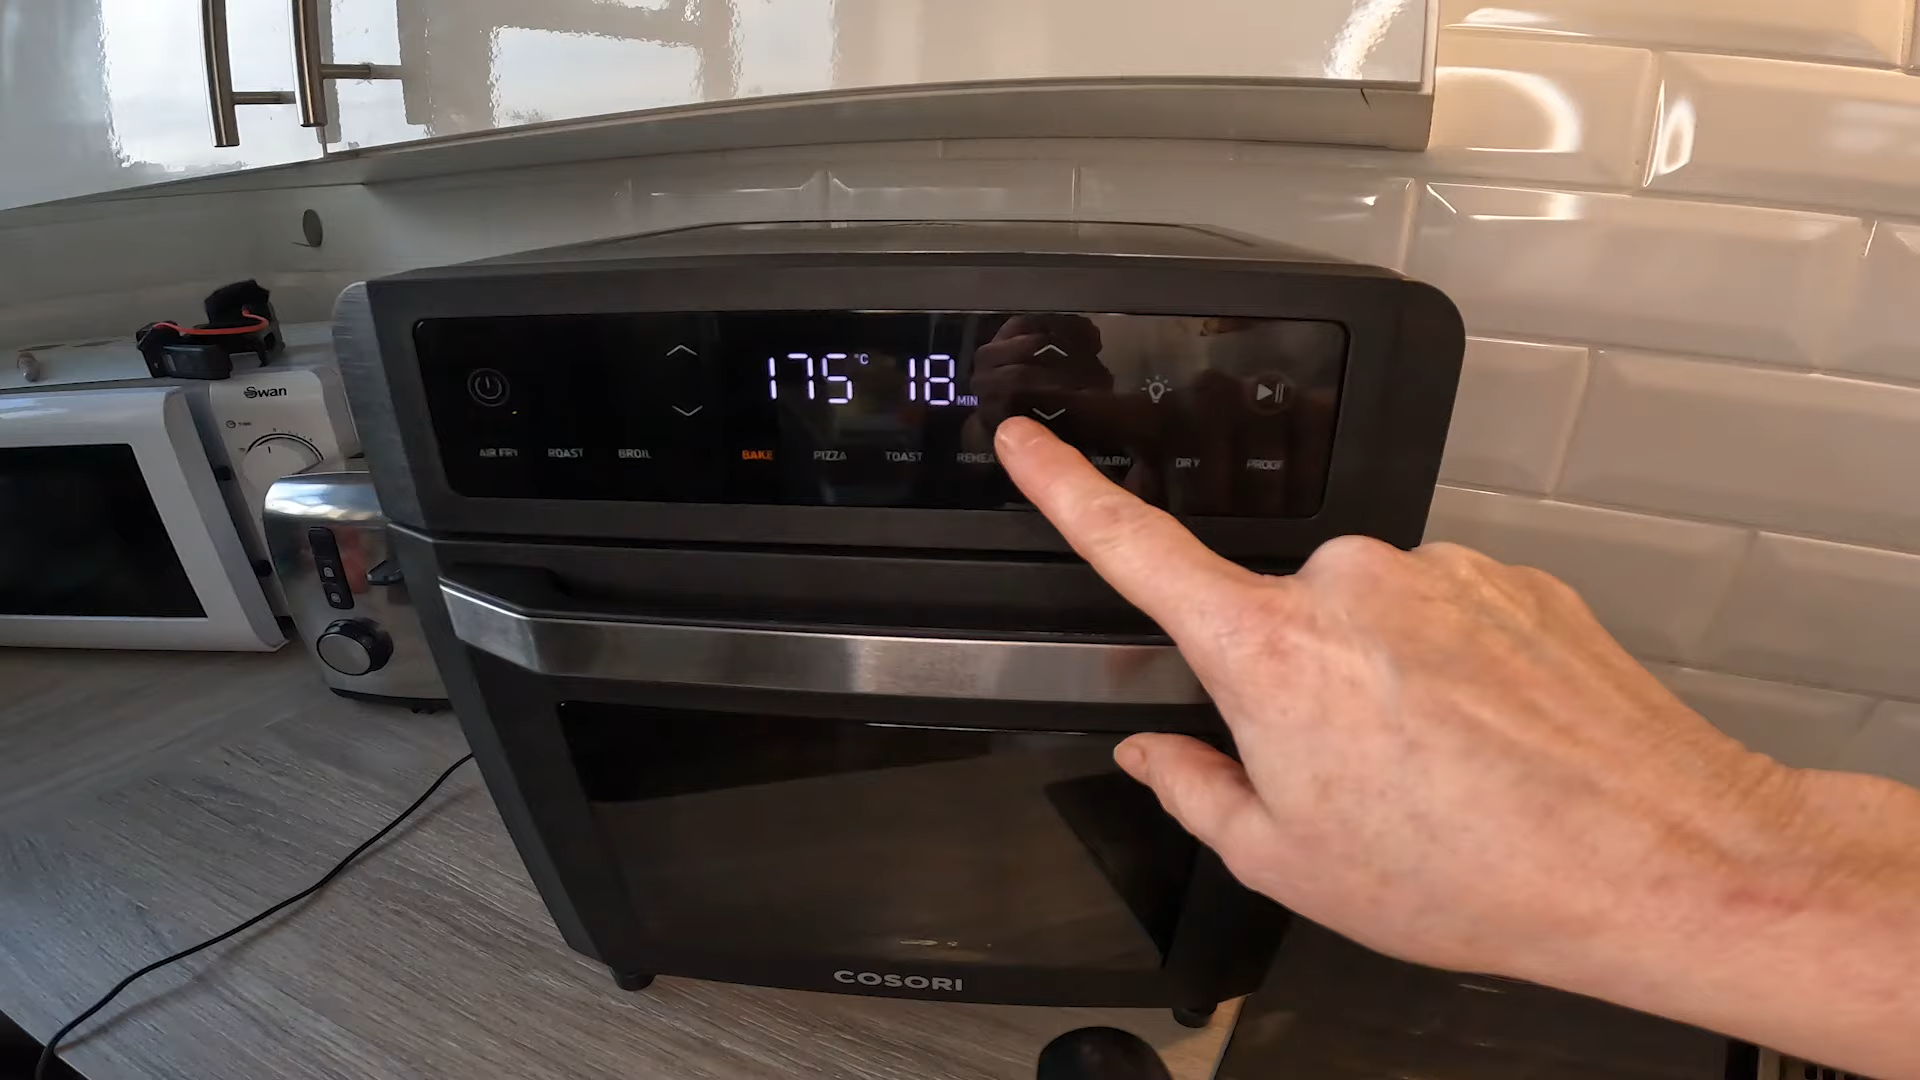 Swan
175 °C 18 MIN
AIR FRY ROAST BROIL BAKE PIZZA TOAST WARM DRY PROOF
COSORI